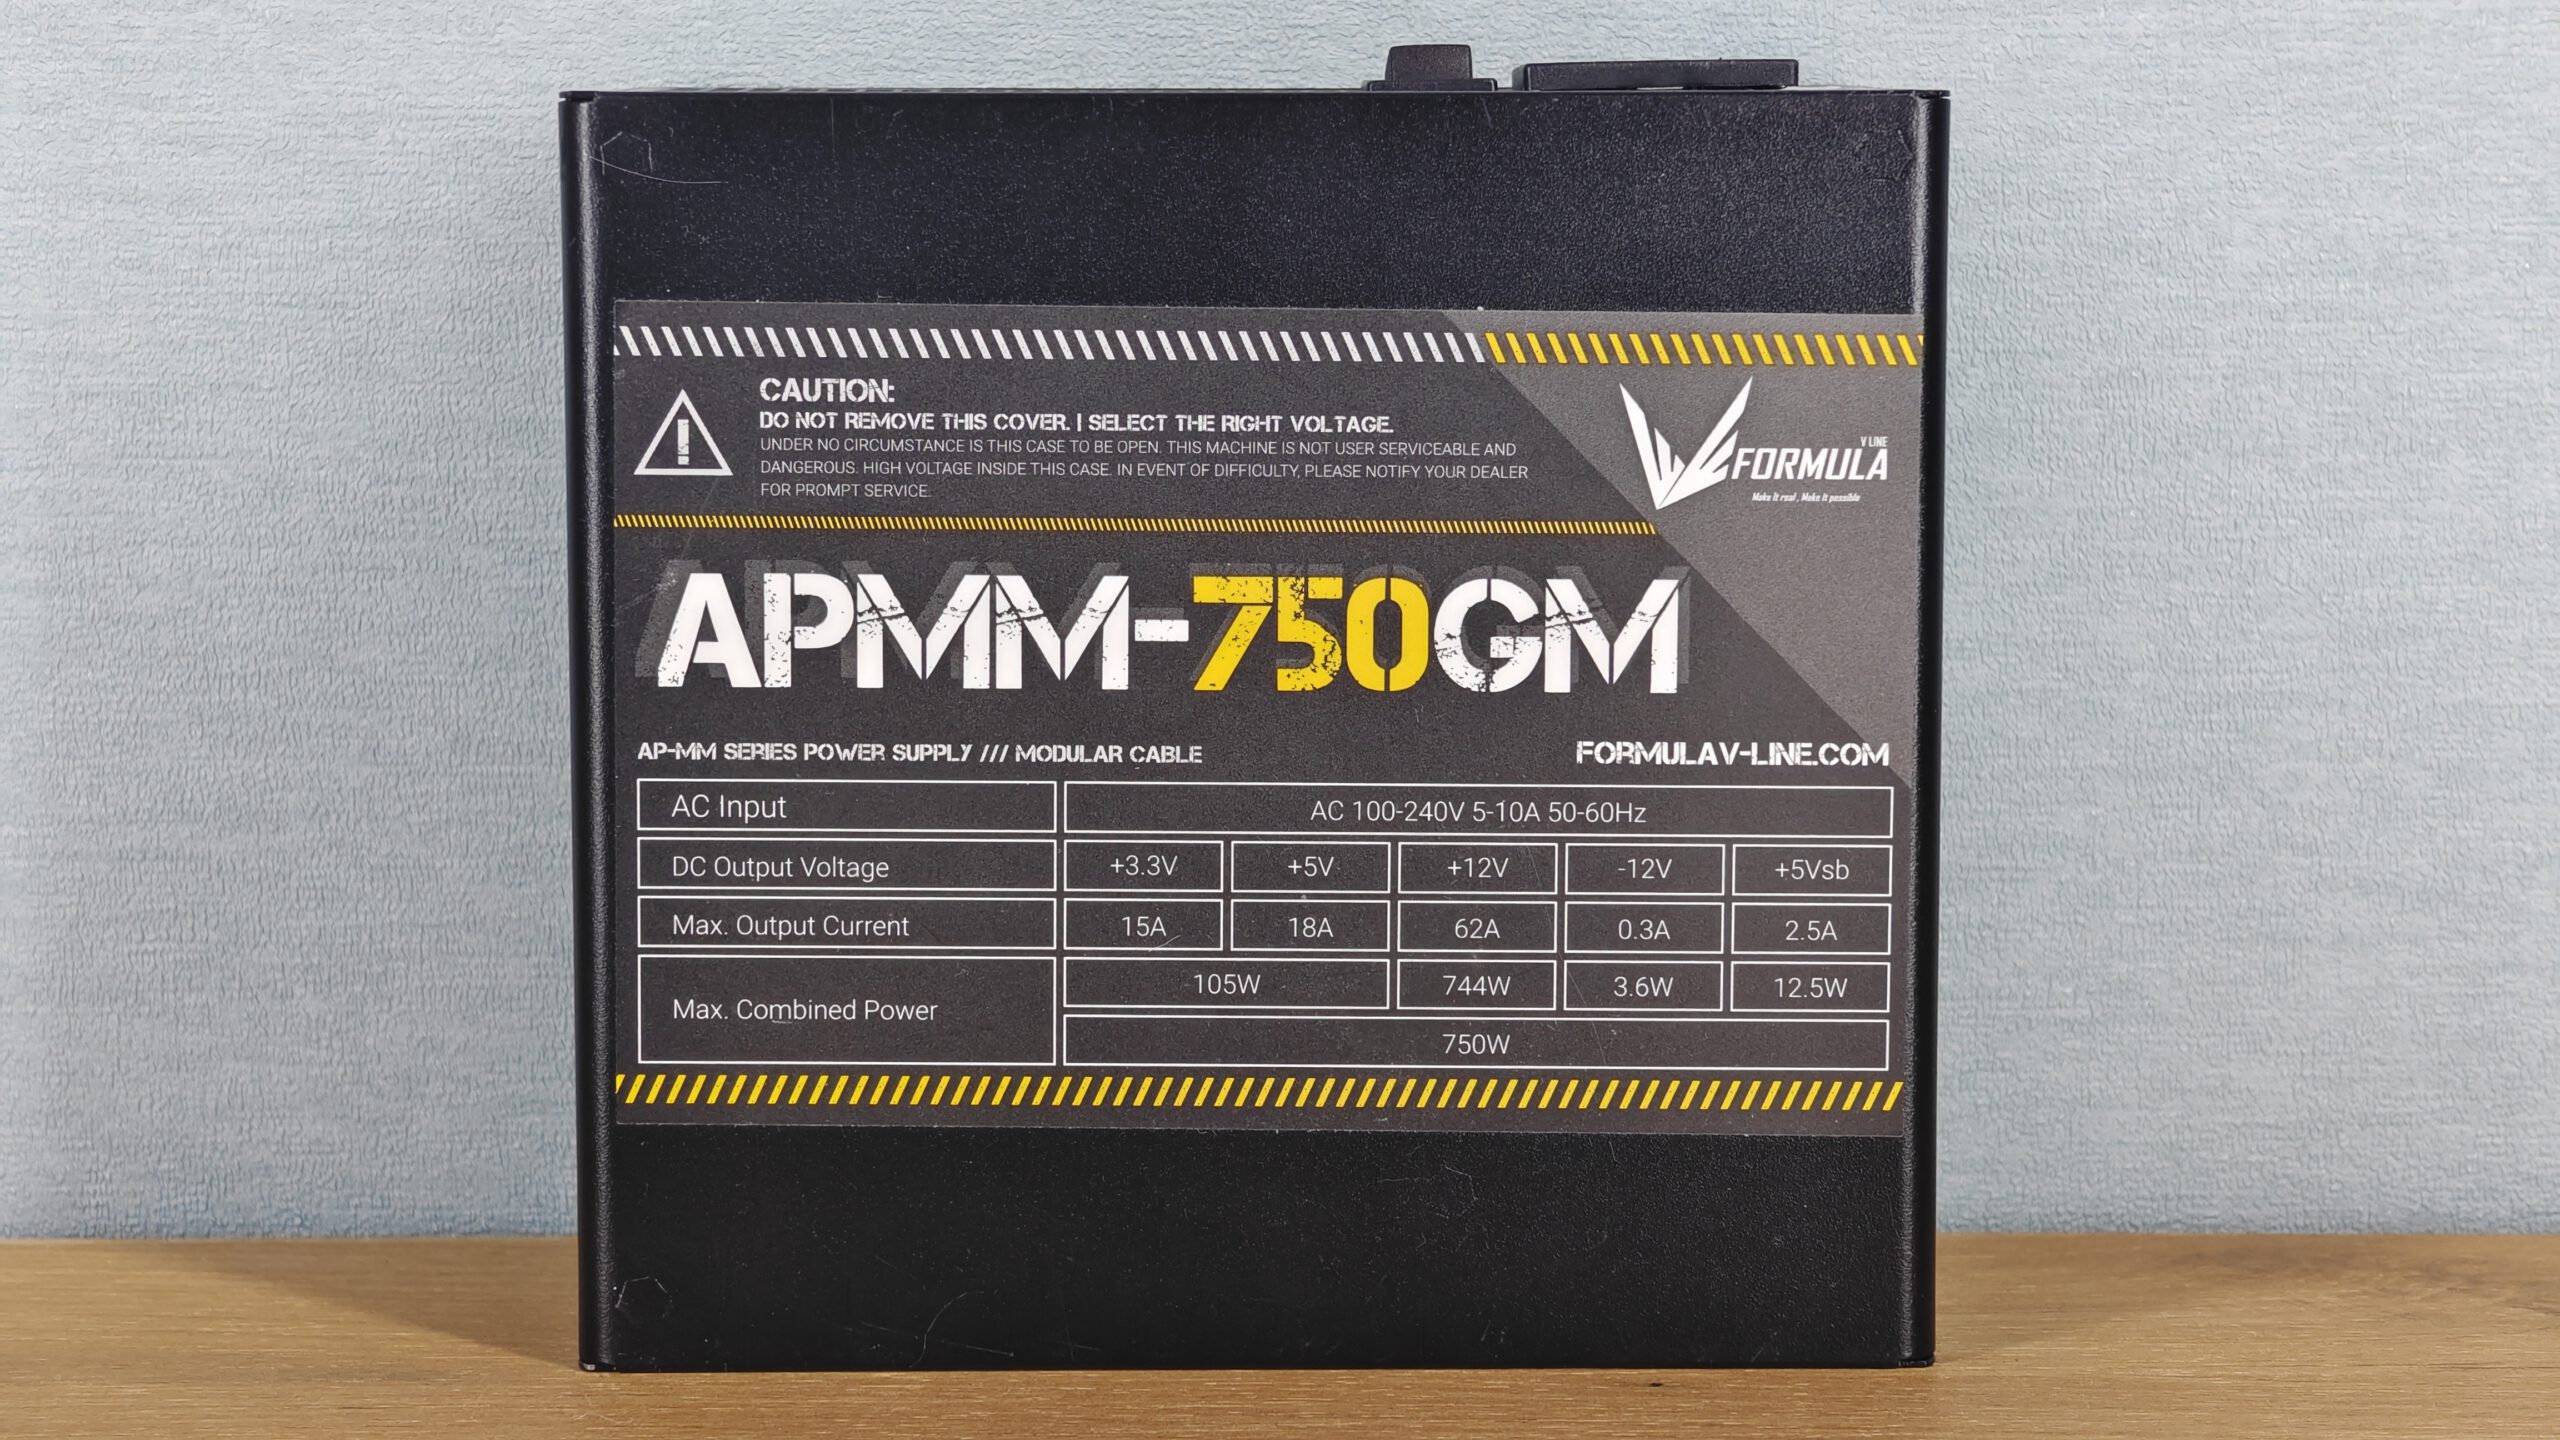 CAUTION:
DO NOT REMOVE THIS COVER. | SELECT THE RIGHT VOLTAGE.
UNDER NO CIRCUMSTANCE IS THIS CASE TO BE OPEN. THIS MACHINE IS NOT USER SERVICEABLE AND
DANGEROUS. HIGH VOLTAGE INSIDE THIS CASE. IN EVENT OF DIFFICULTY, PLEASE NOTIFY YOUR DEALER
FOR PROMPT SERVICE.
V LINE
FORMULA
Make It real , Make It possible
APMM-750GM
AP-MM SERIES POWER SUPPLY /// MODULAR CABLE
FORMULAV-LINE.COM
AC Input AC 100-240V 5-10A 50-60Hz
DC Output Voltage +3.3V +5V +12V -12V +5Vsb
Max. Output Current 15A 18A 62A 0.3A 2.5A
Max. Combined Power 105W 744W 3.6W 12.5W
750W